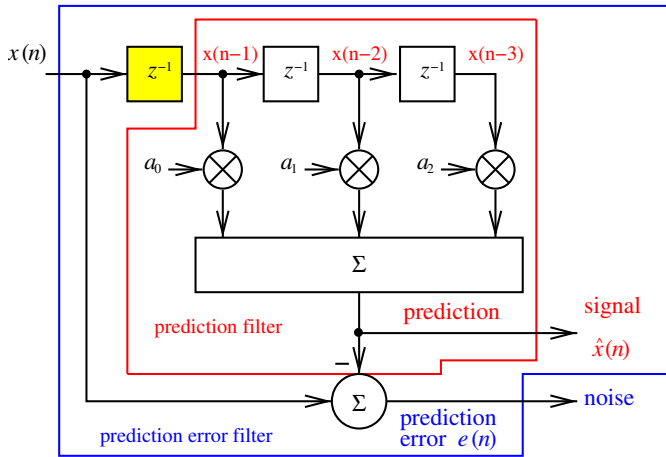 x(n)
z⁻¹
x(n−1)
z⁻¹
x(n−2)
z⁻¹
x(n−3)
a₀
a₁
a₂
Σ
prediction filter
prediction
signal
x̂(n)
−
Σ
noise
prediction
error e(n)
prediction error filter